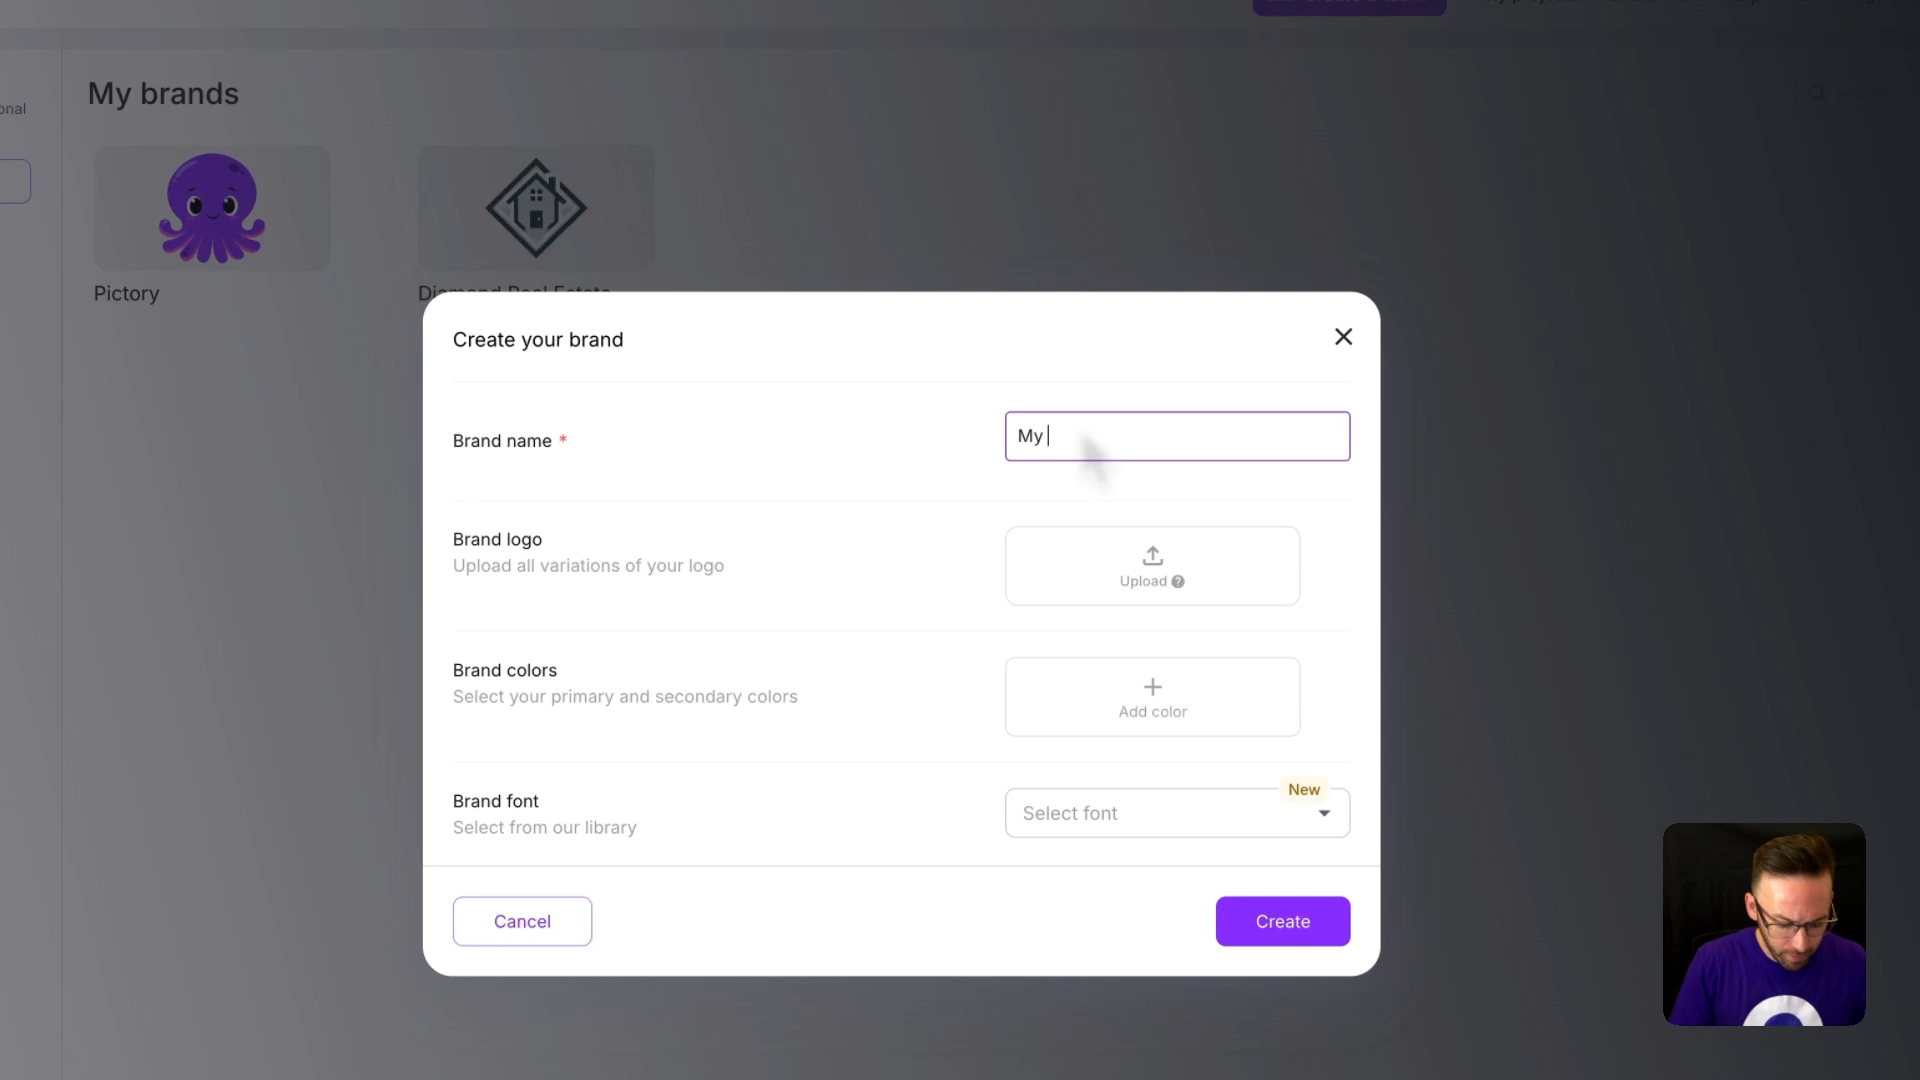 My brands
onal
Pictory
Create your brand
Brand name *
My
Brand logo
Upload all variations of your logo
Upload
Brand colors
Select your primary and secondary colors
Add color
Brand font
Select from our library
New
Select font
Cancel
Create